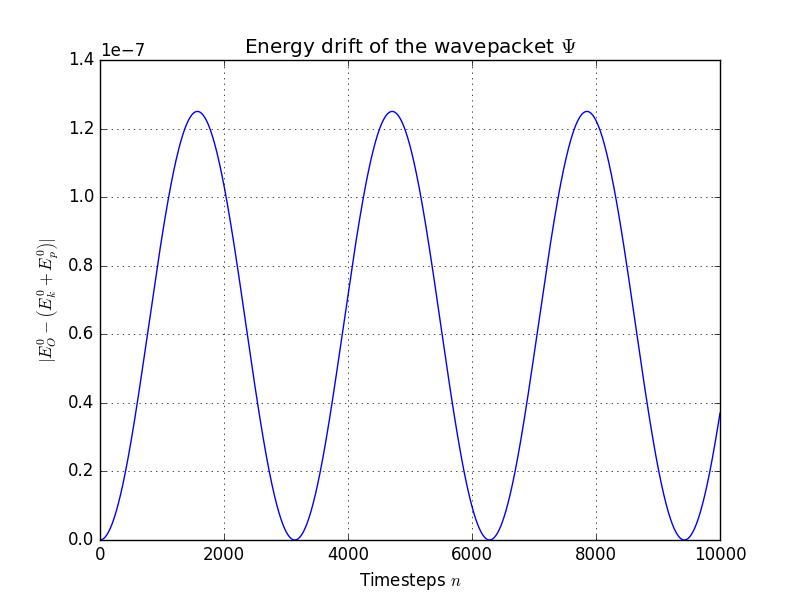 Energy drift of the wavepacket Ψ
1e−7
1.4
1.2
1.0
0.8
0.6
0.4
0.2
0.0
|E_O^0 − (E_k^0 + E_p^0)|
0 2000 4000 6000 8000 10000
Timesteps n